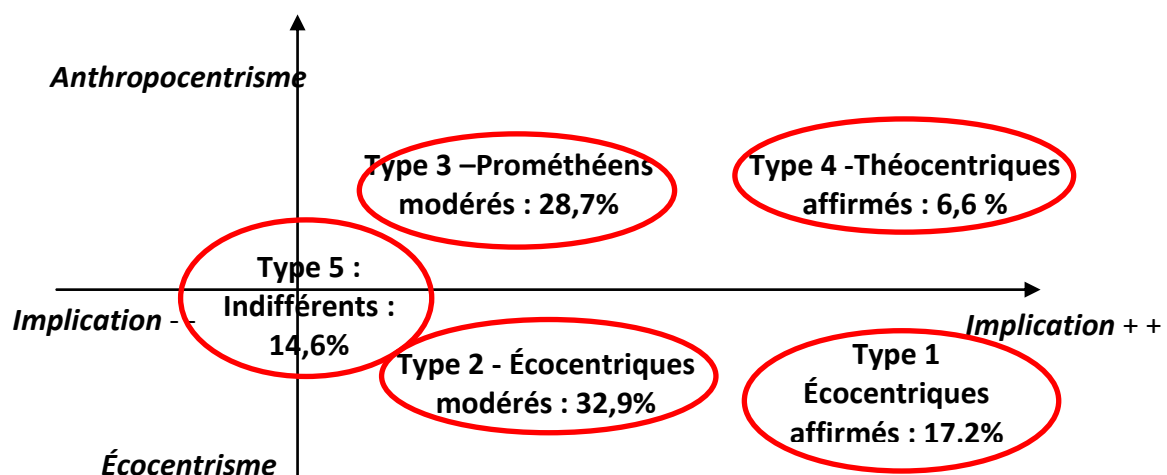 Anthropocentrisme
Type 3 –Prométhéens
modérés : 28,7%
Type 4 -Théocentriques
affirmés : 6,6 %
Type 5 :
Indifférents :
14,6%
Implication - -
Implication + +
Type 2 - Écocentriques
modérés : 32,9%
Type 1
Écocentriques
affirmés : 17.2%
Écocentrisme